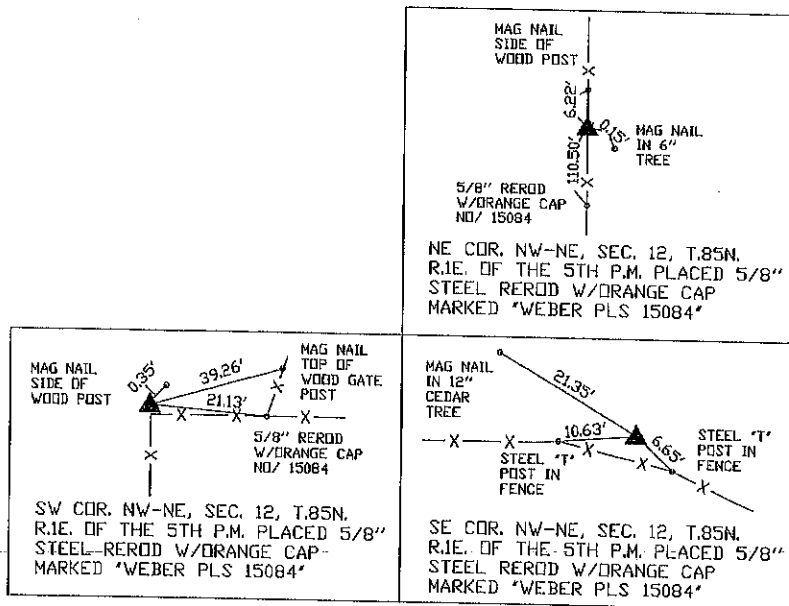 MAG NAIL
SIDE OF
WOOD POST
6.22'
0.15'
MAG NAIL
IN 6"
TREE
110.50'
5/8" REROD
W/ORANGE CAP
NO/ 15084
NE COR. NW-NE, SEC. 12, T.85N.
R.1E. OF THE 5TH P.M. PLACED 5/8"
STEEL REROD W/ORANGE CAP
MARKED "WEBER PLS 15084"
MAG NAIL
SIDE OF
WOOD POST
0.35'
39.26'
21.13'
MAG NAIL
TOP OF
WOOD GATE
POST
5/8" REROD
W/ORANGE CAP
NO/ 15084
SW COR. NW-NE, SEC. 12, T.85N.
R.1E. OF THE 5TH P.M. PLACED 5/8"
STEEL REROD W/ORANGE CAP
MARKED "WEBER PLS 15084"
MAG NAIL
IN 12"
CEDAR
TREE
21.35'
10.63'
6.65'
STEEL "T"
POST IN
FENCE
STEEL "T"
POST IN
FENCE
SE COR. NW-NE, SEC. 12, T.85N.
R.1E. OF THE 5TH P.M. PLACED 5/8"
STEEL REROD W/ORANGE CAP
MARKED "WEBER PLS 15084"